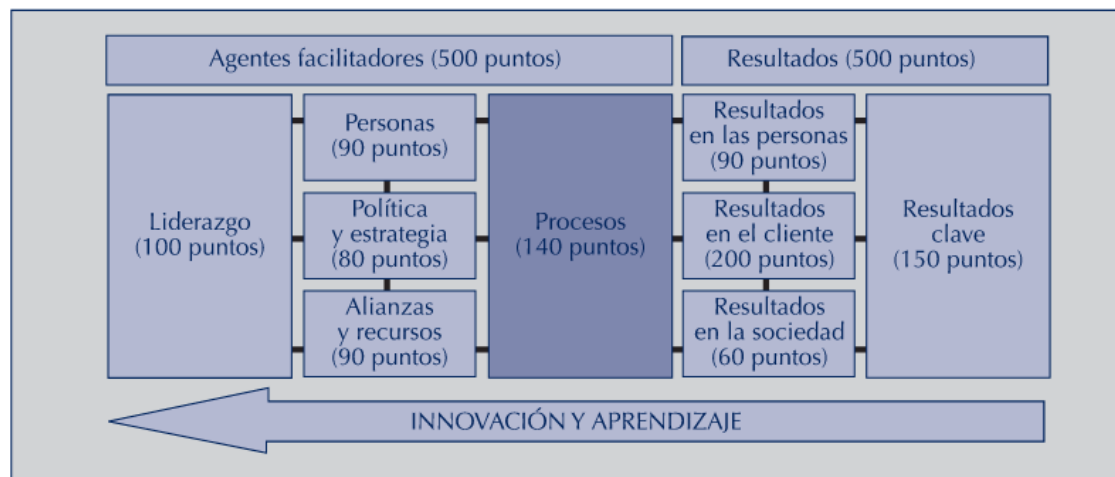 Agentes facilitadores (500 puntos)
Resultados (500 puntos)
Liderazgo
(100 puntos)
Personas
(90 puntos)
Política
y estrategia
(80 puntos)
Alianzas
y recursos
(90 puntos)
Procesos
(140 puntos)
Resultados
en las personas
(90 puntos)
Resultados
en el cliente
(200 puntos)
Resultados
en la sociedad
(60 puntos)
Resultados
clave
(150 puntos)
INNOVACIÓN Y APRENDIZAJE